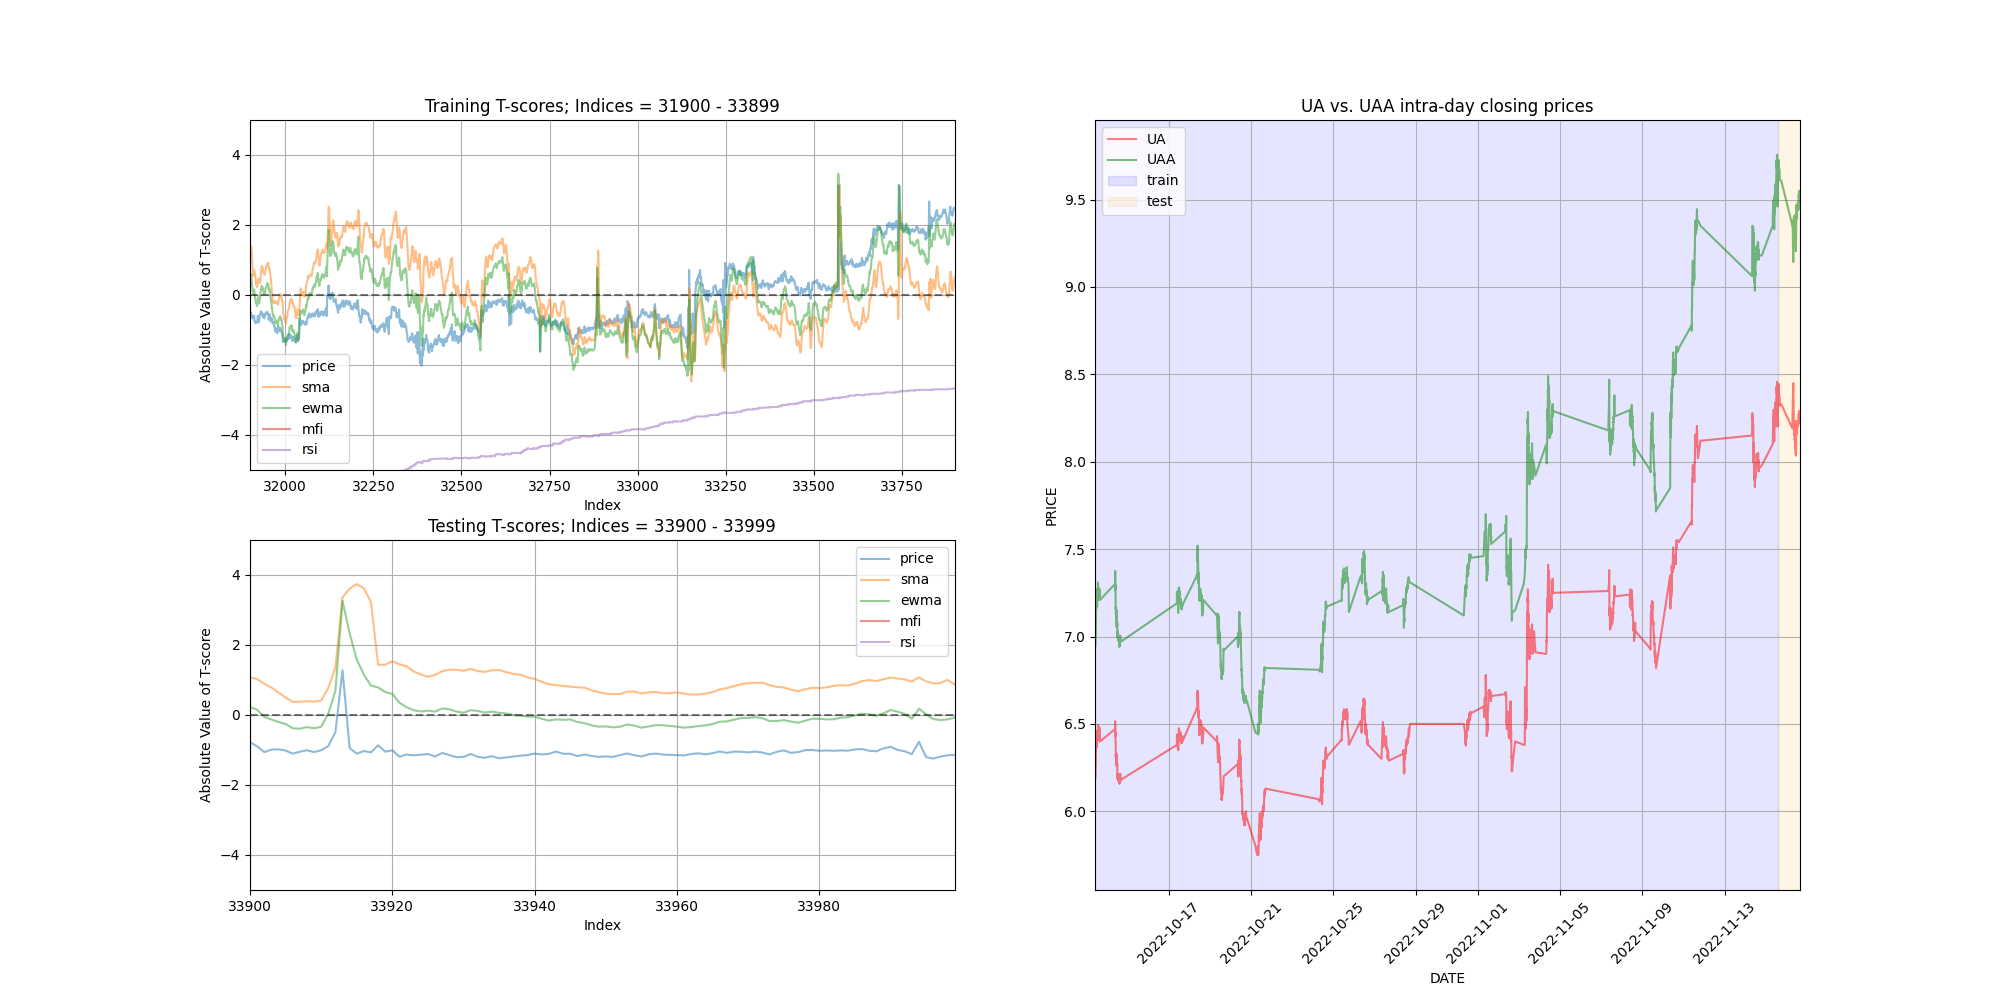 Training T-scores; Indices = 31900 - 33899
Absolute Value of T-score
4
2
0
−2
−4
price
sma
ewma
mfi
rsi
32000 32250 32500 32750 33000 33250 33500 33750
Index
Testing T-scores; Indices = 33900 - 33999
Absolute Value of T-score
4
2
0
−2
−4
price
sma
ewma
mfi
rsi
33900 33920 33940 33960 33980
Index
UA vs. UAA intra-day closing prices
UA
UAA
train
test
PRICE
9.5
9.0
8.5
8.0
7.5
7.0
6.5
6.0
2022-10-17 2022-10-21 2022-10-25 2022-10-29 2022-11-01 2022-11-05 2022-11-09 2022-11-13
DATE